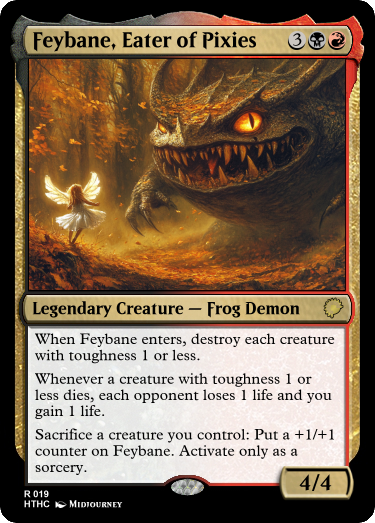 Feybane, Eater of Pixies 3
Legendary Creature — Frog Demon
When Feybane enters, destroy each creature
with toughness 1 or less.
Whenever a creature with toughness 1 or
less dies, each opponent loses 1 life and you
gain 1 life.
Sacrifice a creature you control: Put a +1/+1
counter on Feybane. Activate only as a
sorcery.
4/4
R 019
HTHC Midjourney